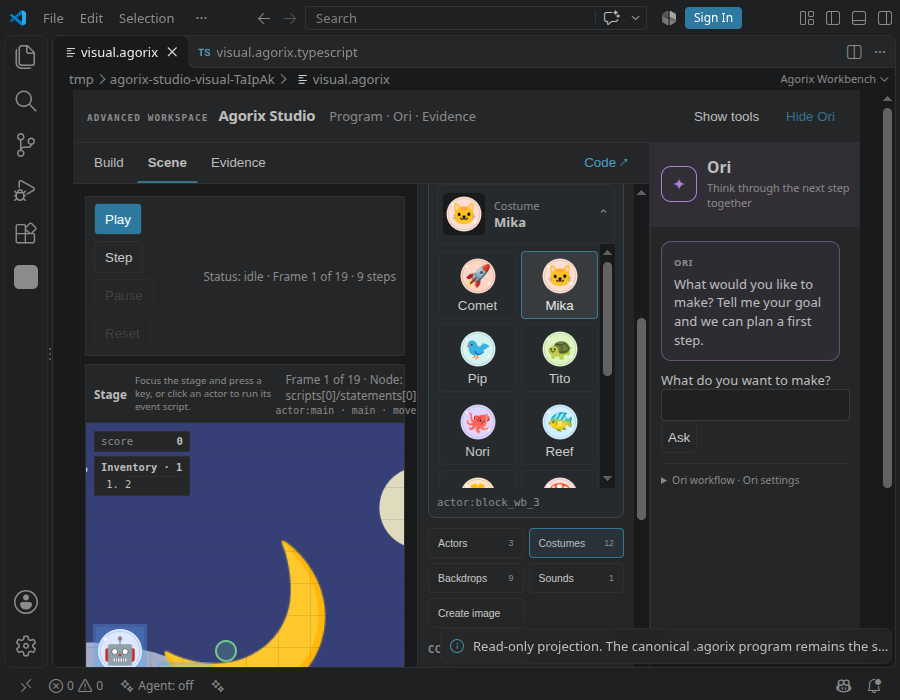 File Edit Selection ··· Search Sign In
visual.agorix TS visual.agorix.typescript
tmp agorix-studio-visual-TaIpAk visual.agorix Agorix Workbench
ADVANCED WORKSPACE Agorix Studio Program · Ori · Evidence Show tools Hide Ori
Build Scene Evidence Code ↗
Ori
Think through the next step
together
Play
Step
Pause
Reset
Status: idle · Frame 1 of 19 · 9 steps
Stage
Focus the stage and press a
key, or click an actor to run its
event script.
Frame 1 of 19 · Node:
scripts[0]/statements[0]
actor:main · main · move
score 0
Inventory · 1
1. 2
Costume
Mika
Comet Mika
Pip Tito
Nori Reef
actor:block_wb_3
Actors 3 Costumes 12
Backdrops 9 Sounds 1
Create image
ORI
What would you like to
make? Tell me your goal
and we can plan a first
step.
What do you want to make?
Ask
Ori workflow · Ori settings
Read-only projection. The canonical .agorix program remains the s...
0 0 Agent: off